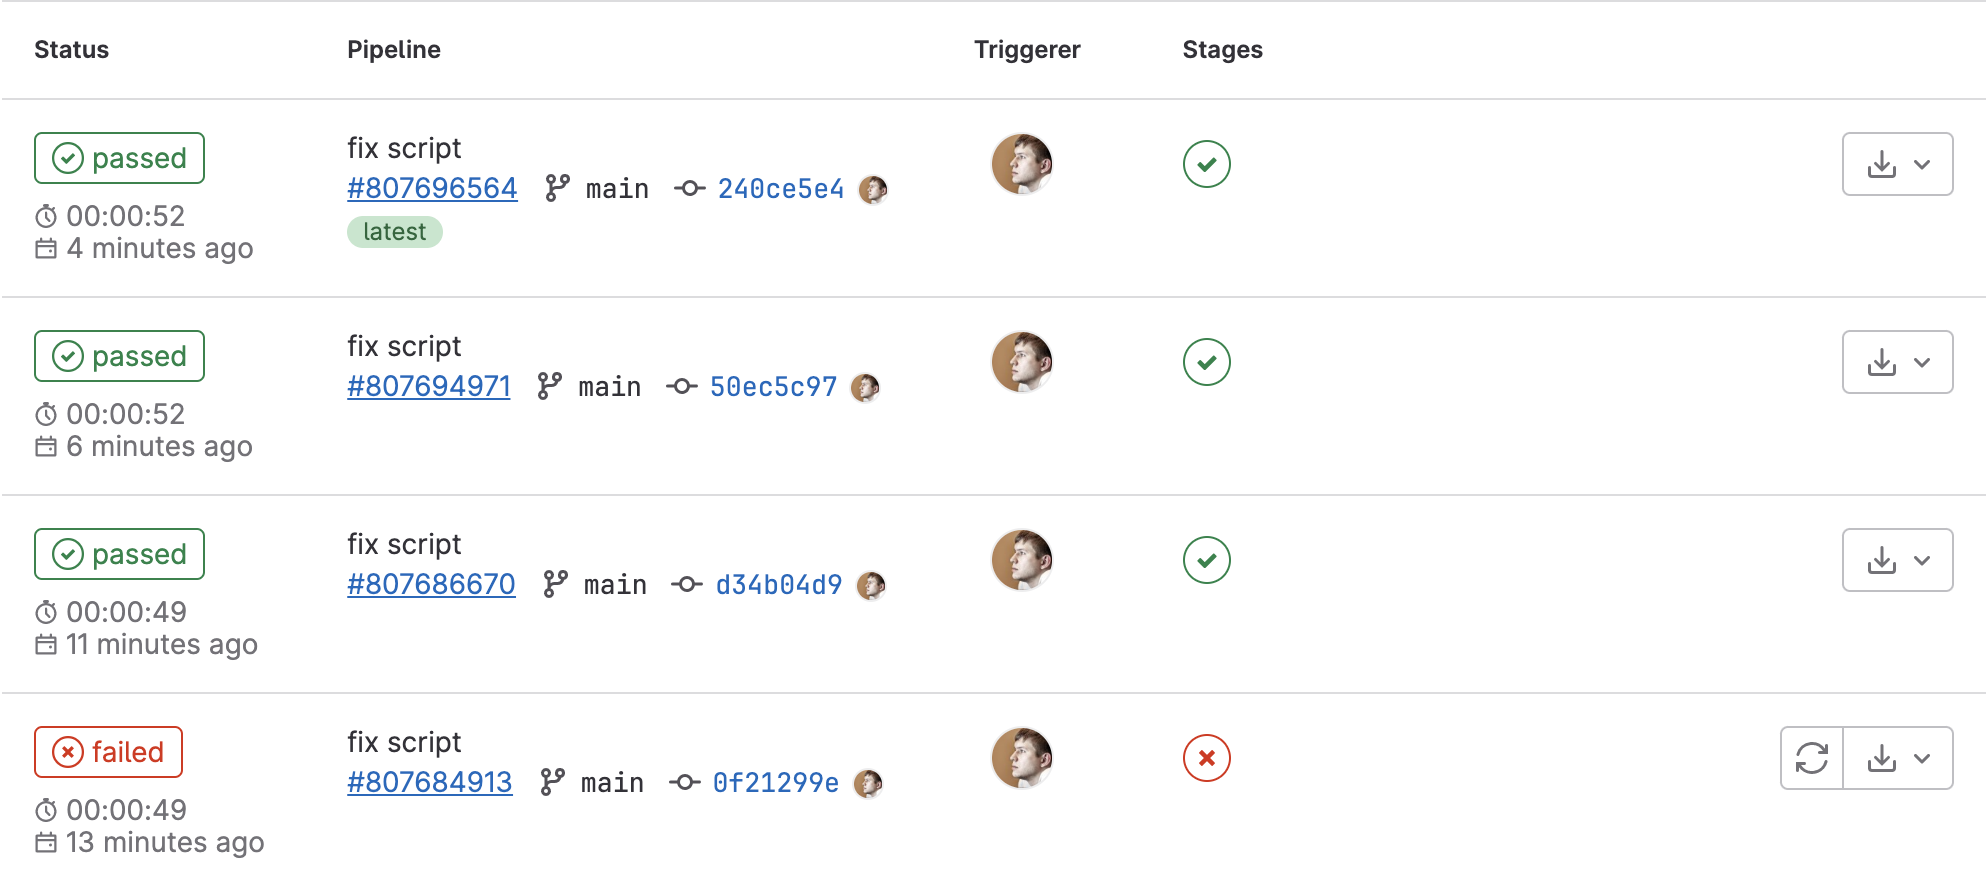 Status Pipeline Triggerer Stages
passed
00:00:52
4 minutes ago
fix script
#807696564 main 240ce5e4
latest
passed
00:00:52
6 minutes ago
fix script
#807694971 main 50ec5c97
passed
00:00:49
11 minutes ago
fix script
#807686670 main d34b04d9
failed
00:00:49
13 minutes ago
fix script
#807684913 main 0f21299e